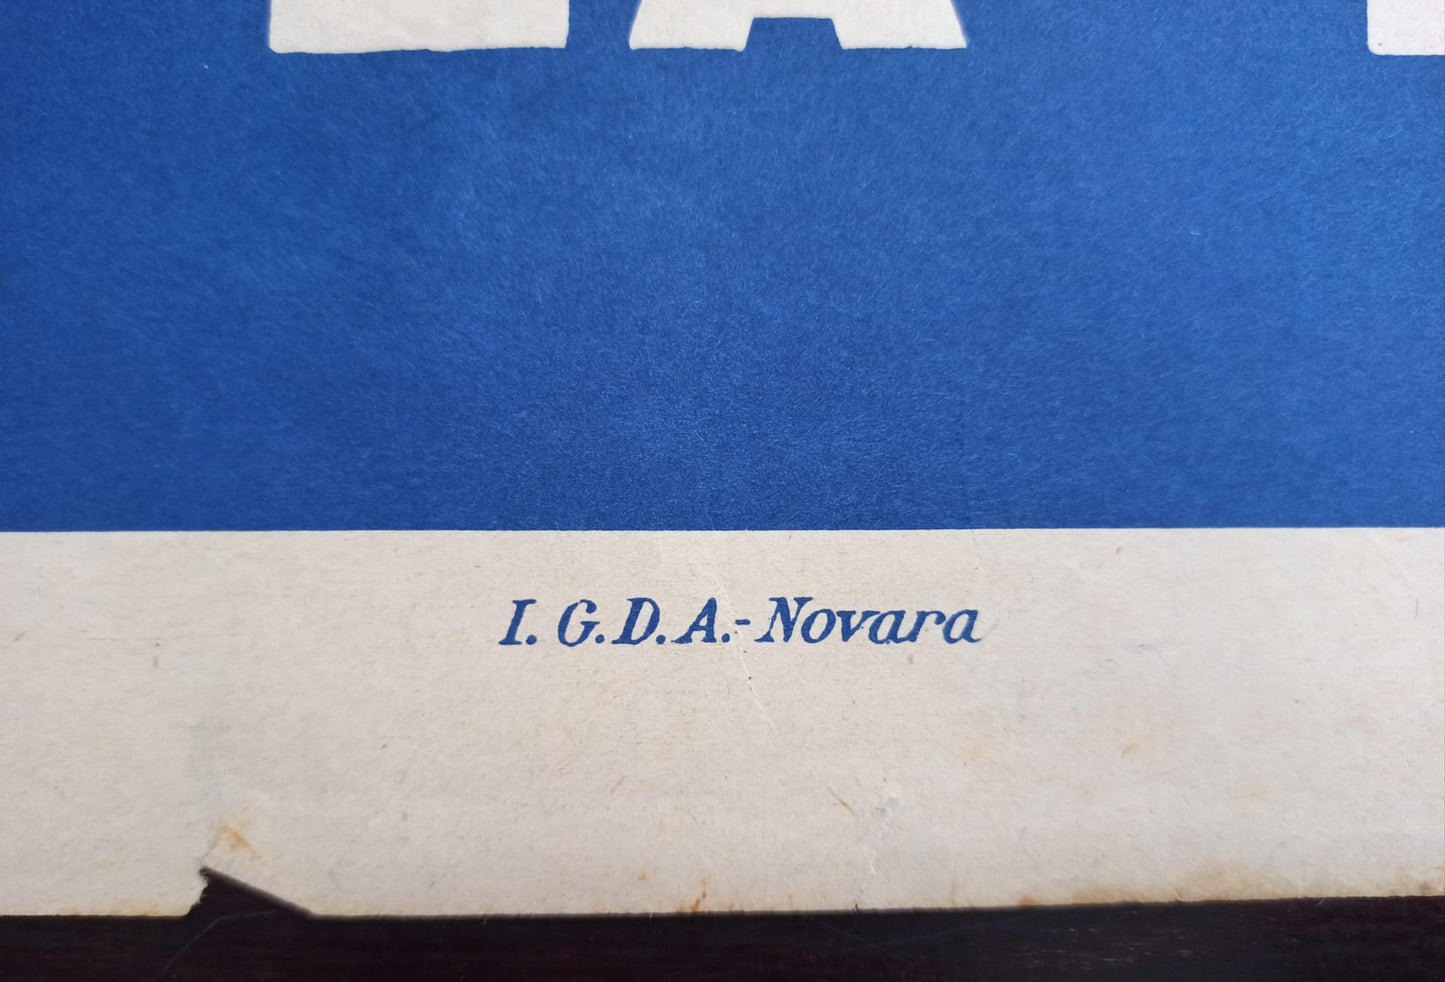 I. G. D. A. - Novara